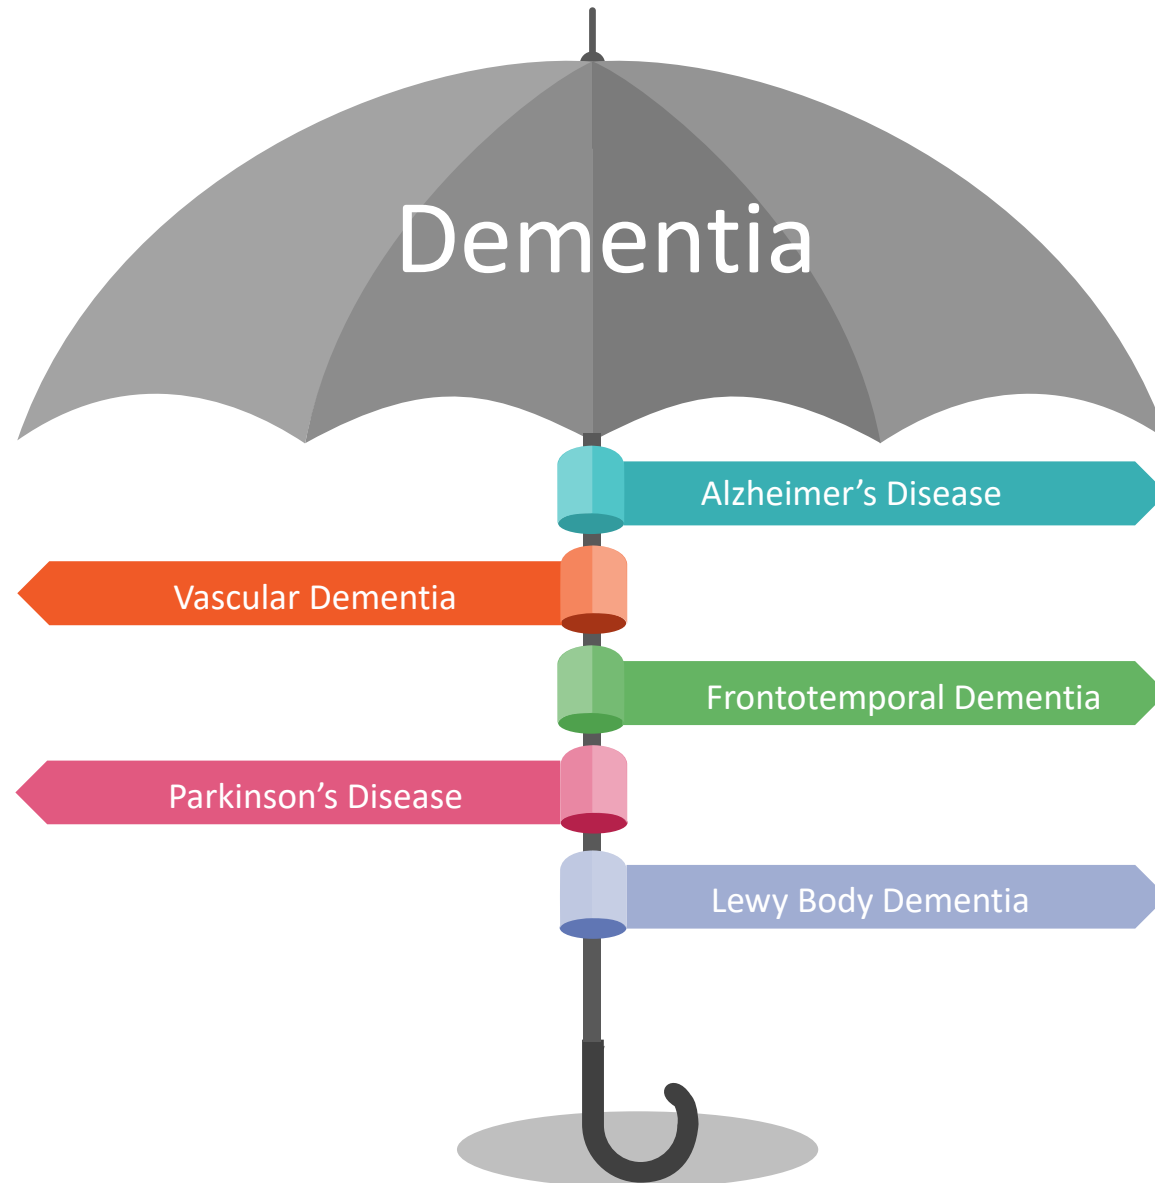 Dementia
Alzheimer’s Disease
Vascular Dementia
Frontotemporal Dementia
Parkinson’s Disease
Lewy Body Dementia